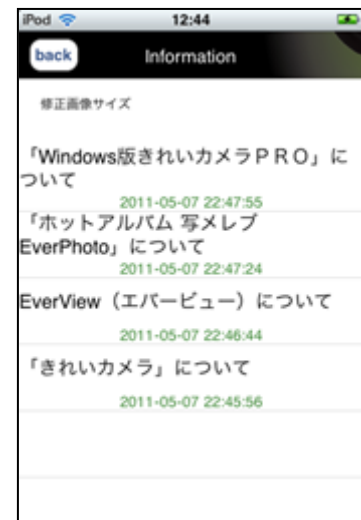 iPod 12:44
back Information
修正画像サイズ
「Windows版きれいカメラＰＲＯ」に
ついて
2011-05-07 22:47:55
「ホットアルバム 写メレブ
EverPhoto」について
2011-05-07 22:47:24
EverView（エバービュー）について
2011-05-07 22:46:44
「きれいカメラ」について
2011-05-07 22:45:56